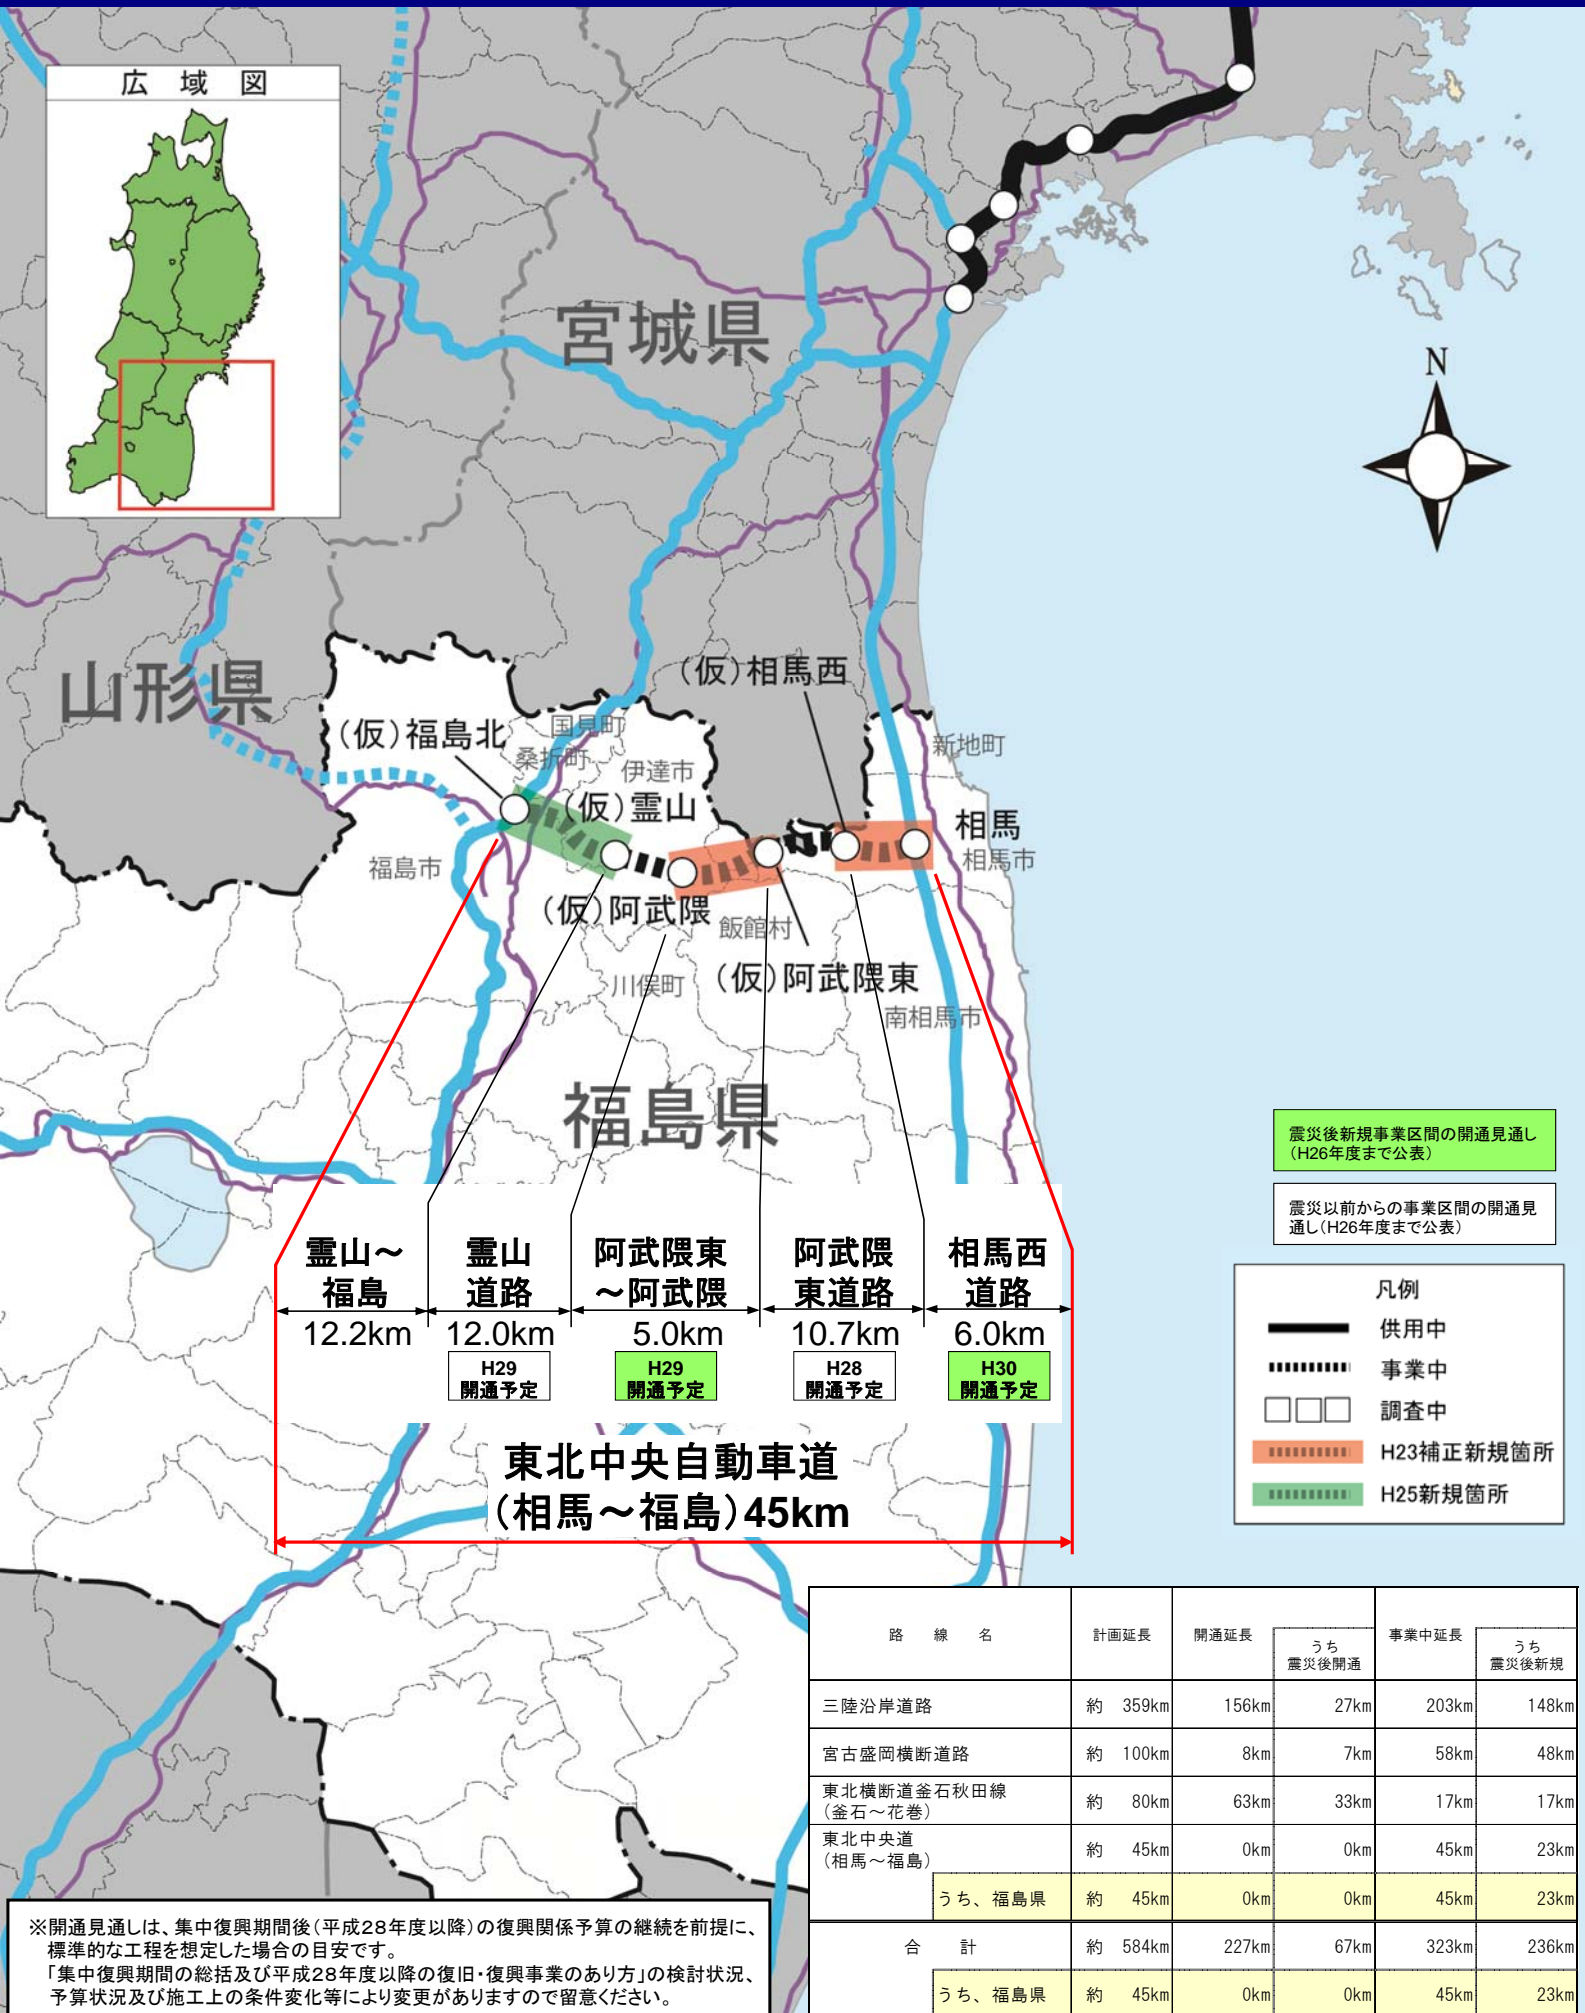 広域図
宮城県
N
山形県
(仮)相馬西
(仮)福島北
国見町
桑折町
伊達市
新地町
(仮)霊山
相馬
相馬市
福島市
(仮)阿武隈
飯館村
(仮)阿武隈東
川俣町
南相馬市
福島県
震災後新規事業区間の開通見通し
(H26年度まで公表)
震災以前からの事業区間の開通見
通し(H26年度まで公表)
霊山～
福島
12.2km
霊山
道路
12.0km
H29
開通予定
阿武隈東
～阿武隈
5.0km
H29
開通予定
阿武隈
東道路
10.7km
H28
開通予定
相馬西
道路
6.0km
H30
開通予定
東北中央自動車道
(相馬～福島)45km
凡例
供用中
事業中
調査中
H23補正新規箇所
H25新規箇所
路線名 計画延長 開通延長 うち震災後開通 事業中延長 うち震災後新規
三陸沿岸道路 約 359km 156km 27km 203km 148km
宮古盛岡横断道路 約 100km 8km 7km 58km 48km
東北横断道釜石秋田線
(釜石～花巻) 約 80km 63km 33km 17km 17km
東北中央道
(相馬～福島) 約 45km 0km 0km 45km 23km
うち、福島県 約 45km 0km 0km 45km 23km
合計 約 584km 227km 67km 323km 236km
うち、福島県 約 45km 0km 0km 45km 23km
※開通見通しは、集中復興期間後(平成28年度以降)の復興関係予算の継続を前提に、
標準的な工程を想定した場合の目安です。
「集中復興期間の総括及び平成28年度以降の復旧・復興事業のあり方」の検討状況、
予算状況及び施工上の条件変化等により変更がありますので留意ください。